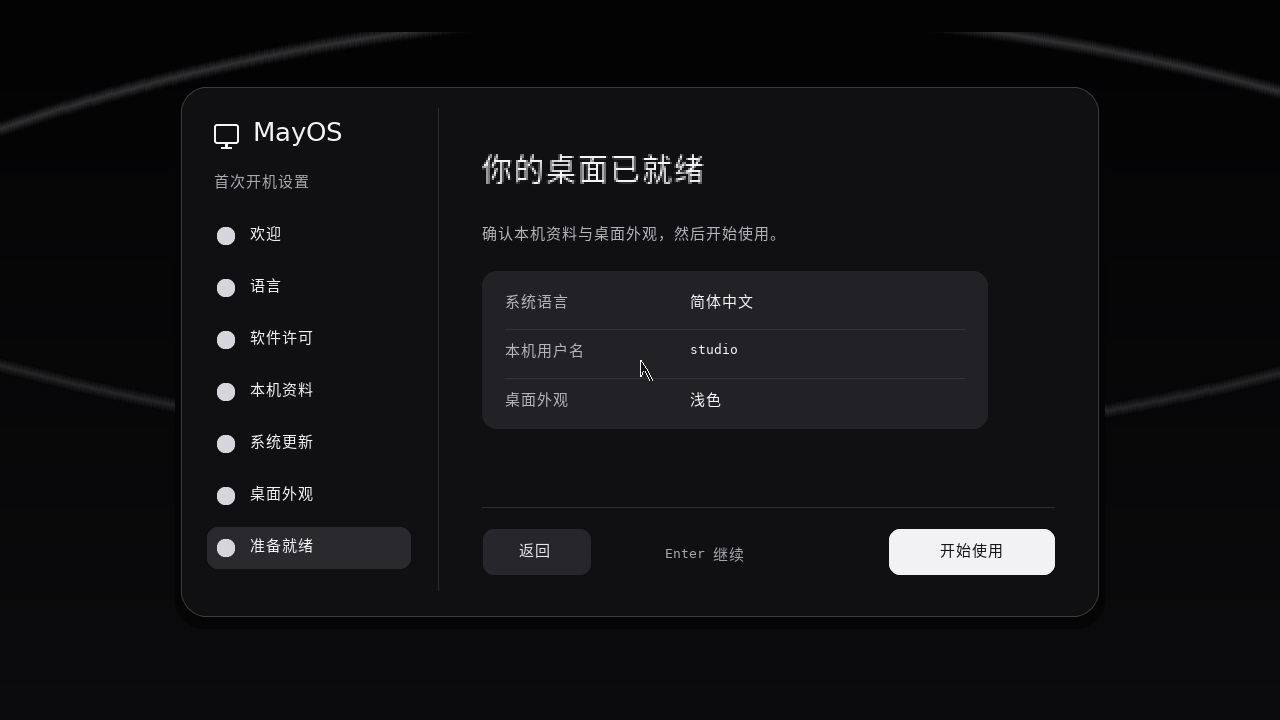 MayOS
首次开机设置
欢迎
语言
软件许可
本机资料
系统更新
桌面外观
准备就绪
你的桌面已就绪
确认本机资料与桌面外观，然后开始使用。
系统语言 简体中文
本机用户名 studio
桌面外观 浅色
返回 Enter 继续 开始使用